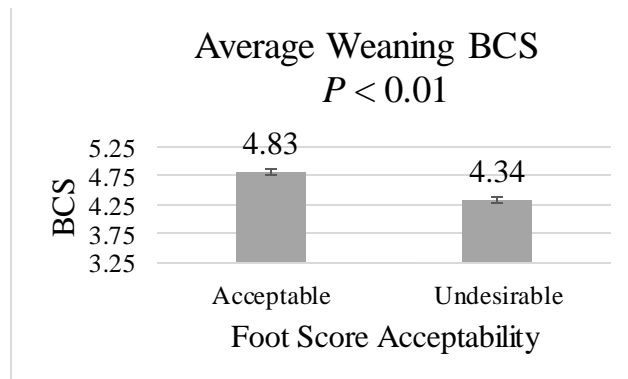 Average Weaning BCS
P < 0.01
BCS
5.25
4.75
4.25
3.75
3.25
4.83
4.34
Acceptable
Undesirable
Foot Score Acceptability